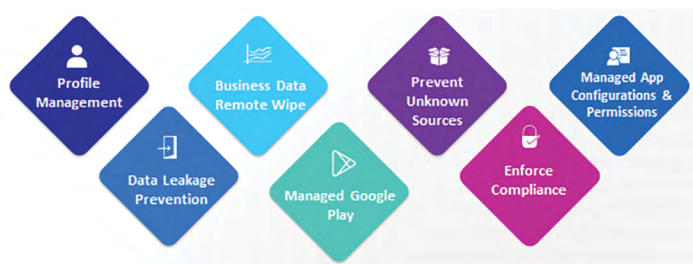 Profile
Management
Data Leakage
Prevention
Business Data
Remote Wipe
Managed Google
Play
Prevent
Unknown
Sources
Enforce
Compliance
Managed App
Configurations &
Permissions